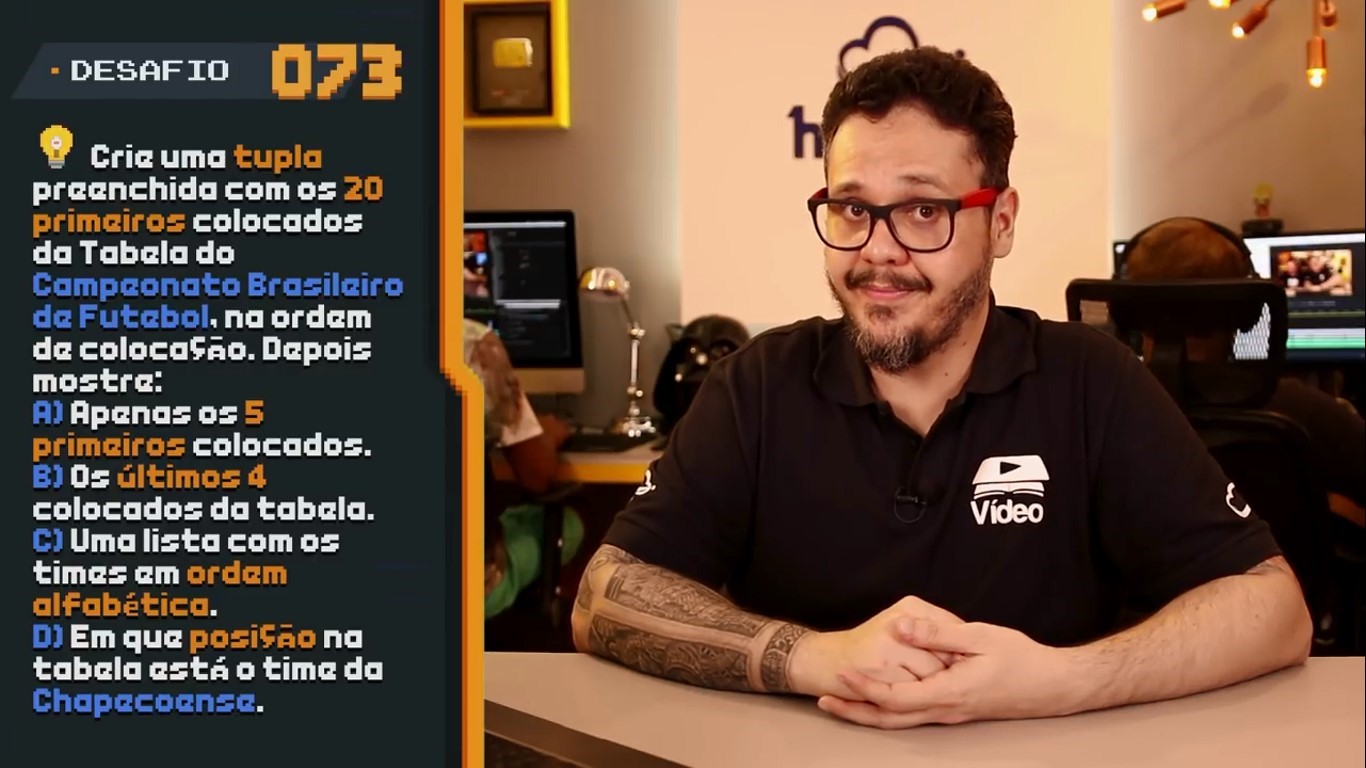 DESAFIO 073
Crie uma tupla
preenchida com os 20
primeiros colocados
da Tabela do
Campeonato Brasileiro
de Futebol, na ordem
de colocação. Depois
mostre:
A) Apenas os 5
primeiros colocados.
B) Os últimos 4
colocados da tabela.
C) Uma lista com os
times em ordem
alfabética.
D) Em que posição na
tabela está o time da
Chapecoense.
Vídeo